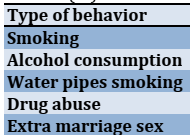 Type of behavior
Smoking
Alcohol consumption
Water pipes smoking
Drug abuse
Extra marriage sex